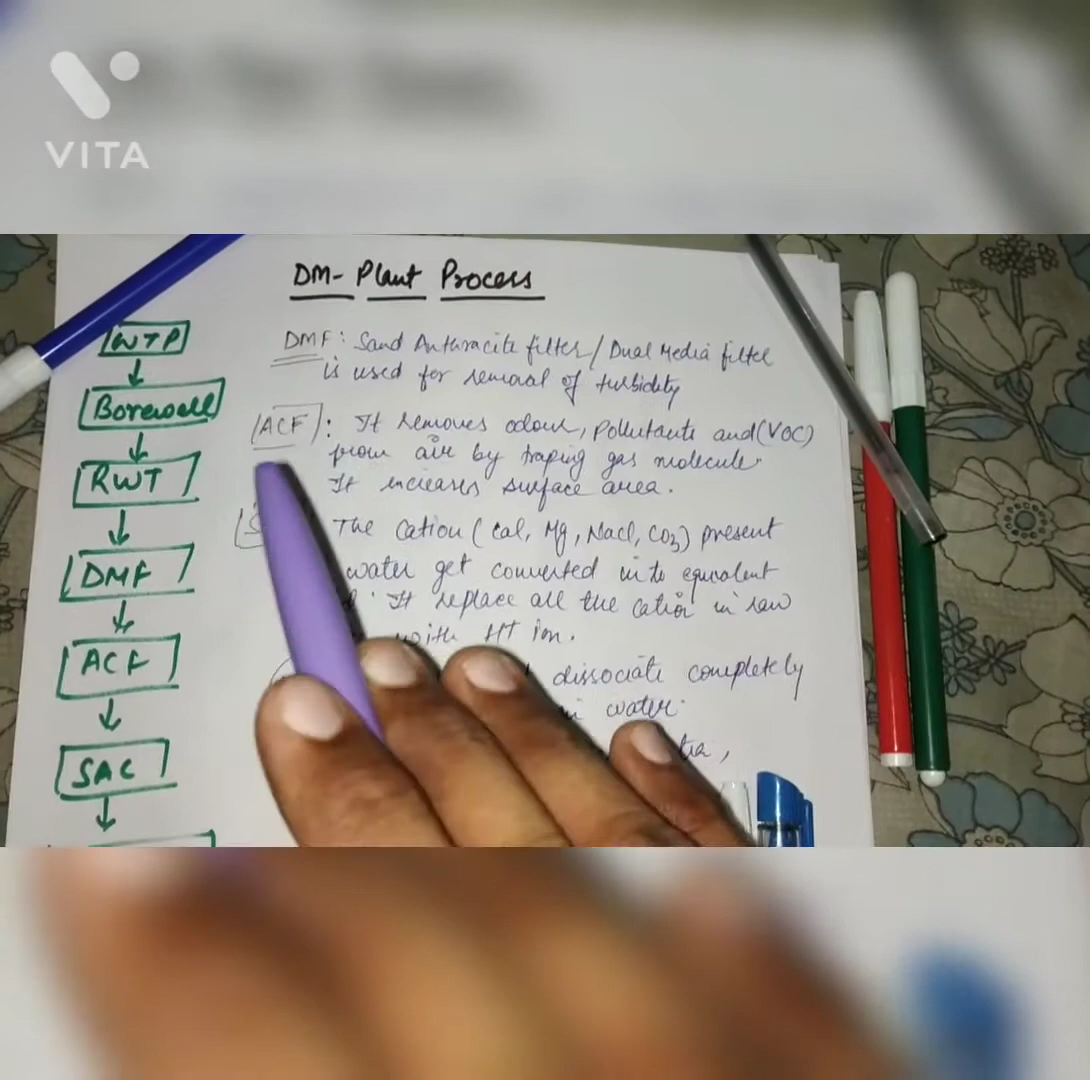 VITA
DM- Plant Process
WTP
Borewell
RWT
DMF
ACF
SAC
DMF: Sand Anthracite filter / Dual Media filter
is used for removal of turbidity
ACF: It removes odour, pollutants and (VOC)
from air by traping gas molecule.
It increases surface area.
The cation (Cal, Mg, Nacl, CO3) present
water get converted into equivalent
It replace all the cation in raw
with H+ ion.
dissociate completely
in water.